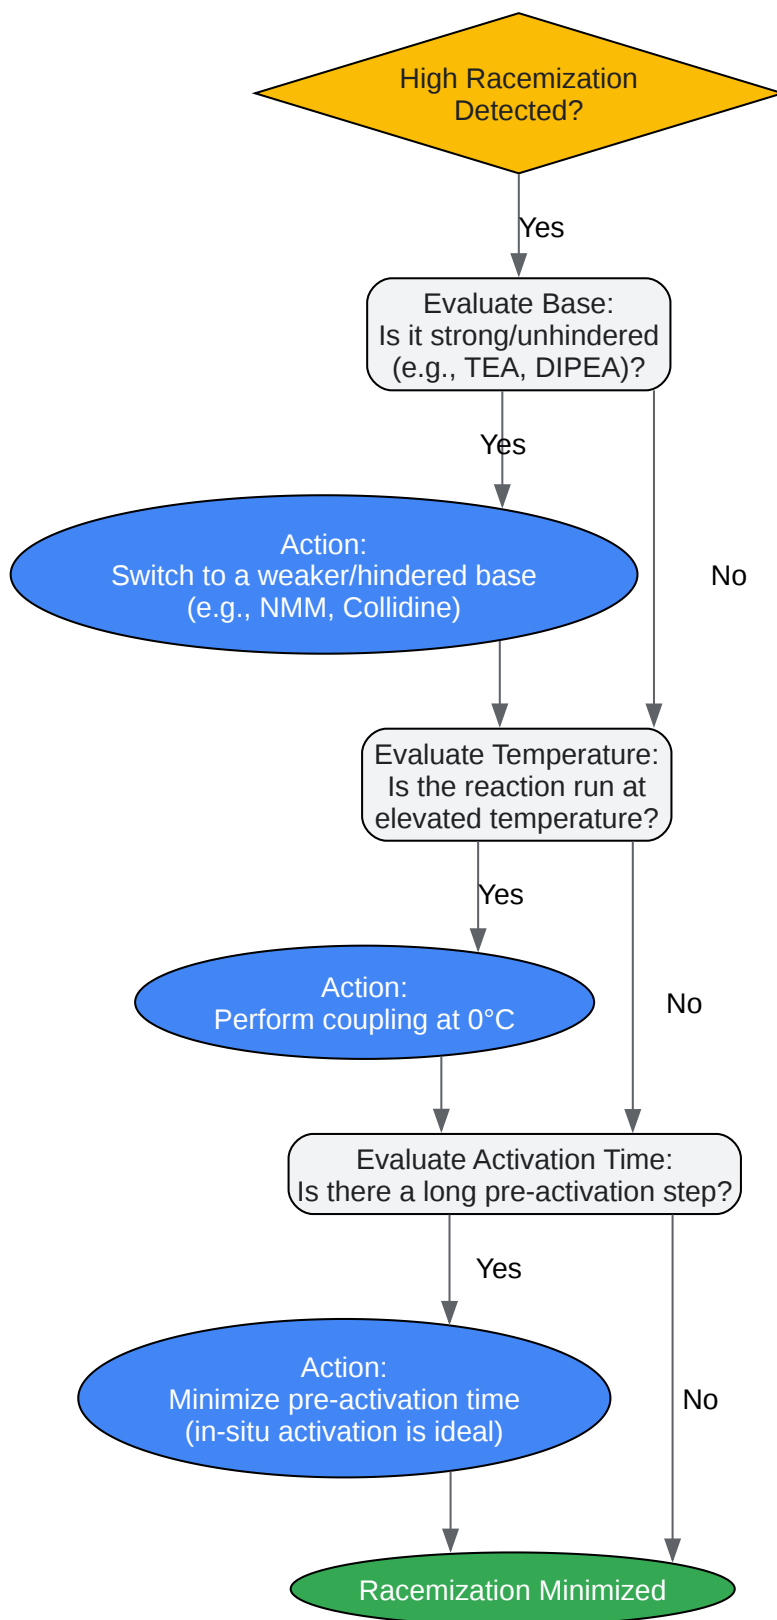 High Racemization
Detected?
Yes
Evaluate Base:
Is it strong/unhindered
(e.g., TEA, DIPEA)?
Yes
Action:
Switch to a weaker/hindered base
(e.g., NMM, Collidine)
No
Evaluate Temperature:
Is the reaction run at
elevated temperature?
Yes
Action:
Perform coupling at 0°C
No
Evaluate Activation Time:
Is there a long pre-activation step?
Yes
Action:
Minimize pre-activation time
(in-situ activation is ideal)
No
Racemization Minimized